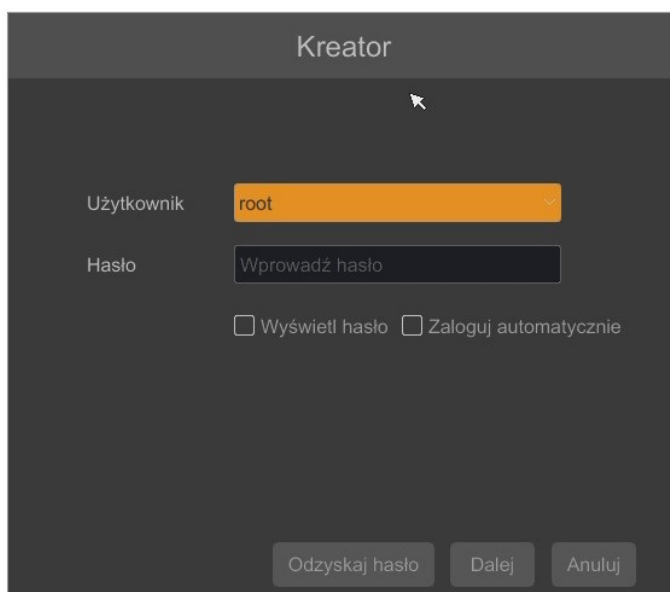 Kreator
Użytkownik root
Hasło Wprowadź hasło
Wyświetl hasło Zaloguj automatycznie
Odzyskaj hasło Dalej Anuluj